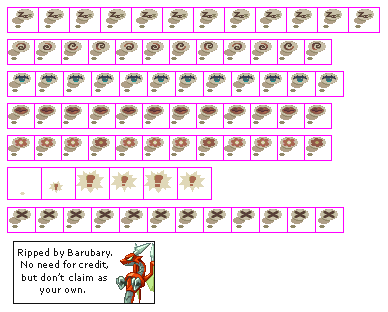 Ripped by Barubary.
No need for credit,
but don't claim as
your own.